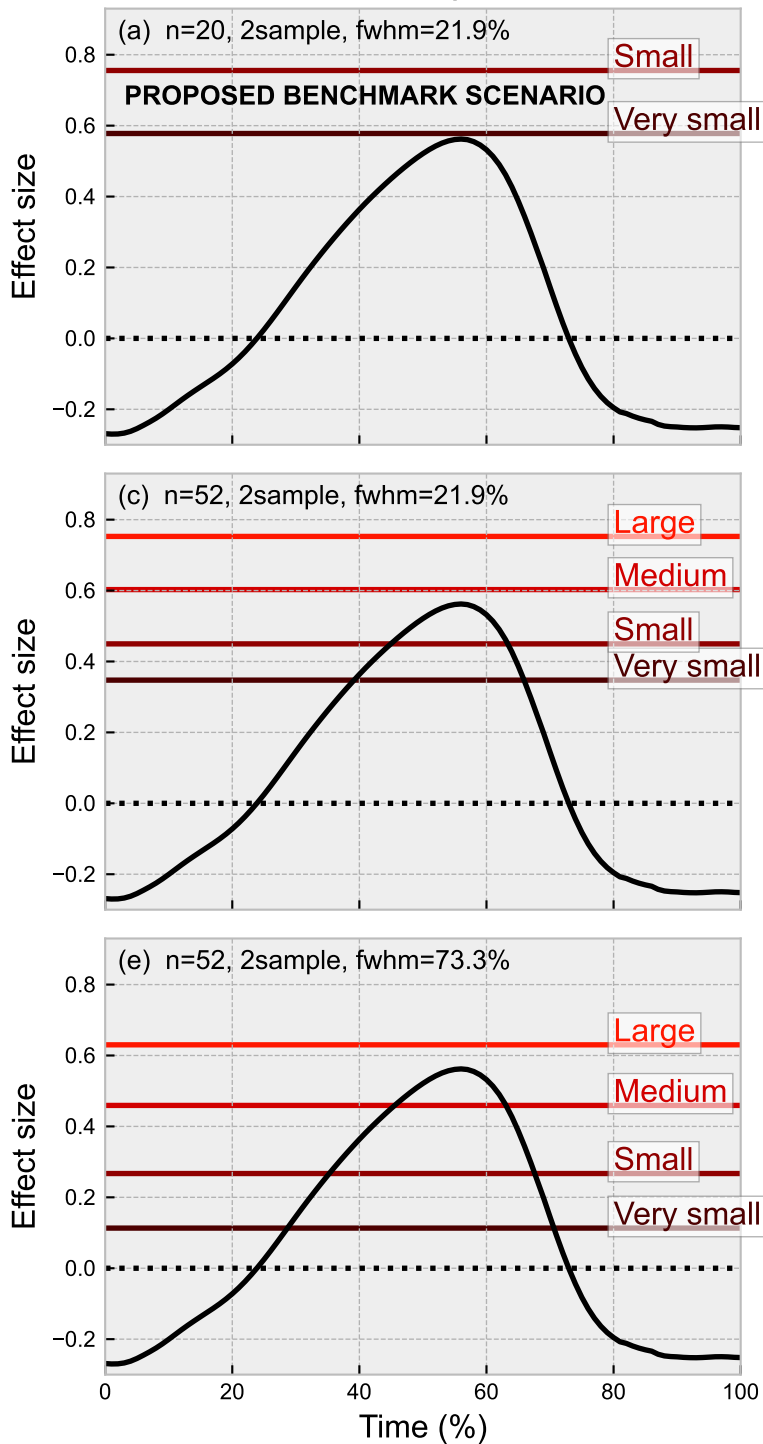 (a) n=20, 2sample, fwhm=21.9%
0.8
Small
PROPOSED BENCHMARK SCENARIO
0.6
Very small
0.4
0.2
0.0
−0.2
Effect size
(c) n=52, 2sample, fwhm=21.9%
0.8
Large
0.6
Medium
Small
0.4
Very small
0.2
0.0
−0.2
Effect size
(e) n=52, 2sample, fwhm=73.3%
0.8
Large
0.6
Medium
0.4
Small
0.2
Very small
0.0
−0.2
Effect size
0 20 40 60 80 100
Time (%)